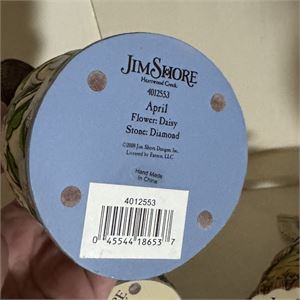 JIM SHORE
Heartwood Creek
4012553
April
Flower: Daisy
Stone: Diamond
©2009 Jim Shore Designs, Inc.
Licensed by Enesco, LLC
Hand Made
in China
4012553
0 45544 18653 7